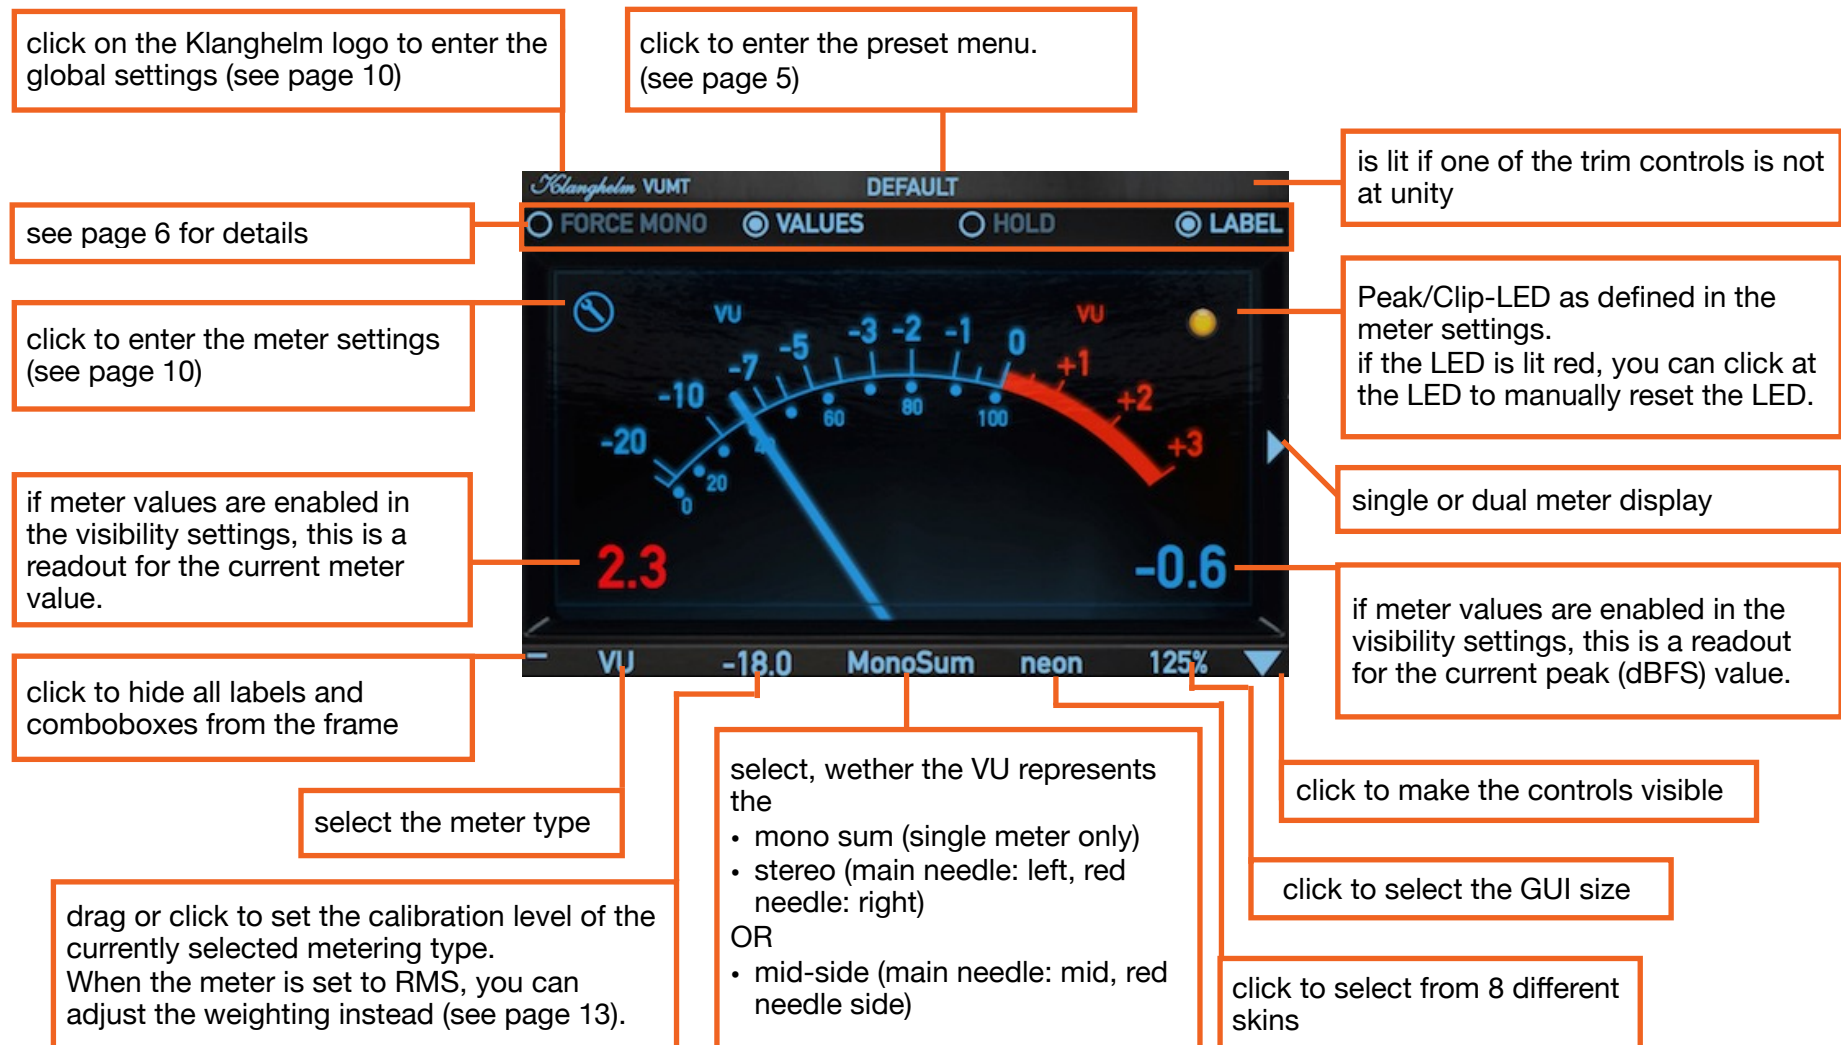 click on the Klanghelm logo to enter the
global settings (see page 10)
click to enter the preset menu.
(see page 5)
is lit if one of the trim controls is not
at unity
Klanghelm VUMT
DEFAULT
see page 6 for details
FORCE MONO
VALUES
HOLD
LABEL
click to enter the meter settings
(see page 10)
Peak/Clip-LED as defined in the
meter settings.
if the LED is lit red, you can click at
the LED to manually reset the LED.
VU
VU
-20
-10
-7
-5
-3
-2
-1
0
+1
+2
+3
0
20
40
60
80
100
single or dual meter display
if meter values are enabled in
the visibility settings, this is a
readout for the current meter
value.
2.3
-0.6
if meter values are enabled in the
visibility settings, this is a readout
for the current peak (dBFS) value.
VU
-18.0
MonoSum
neon
125%
click to hide all labels and
comboboxes from the frame
select the meter type
select, wether the VU represents
the
• mono sum (single meter only)
• stereo (main needle: left, red
needle: right)
OR
• mid-side (main needle: mid, red
needle side)
click to make the controls visible
click to select the GUI size
drag or click to set the calibration level of the
currently selected metering type.
When the meter is set to RMS, you can
adjust the weighting instead (see page 13).
click to select from 8 different
skins